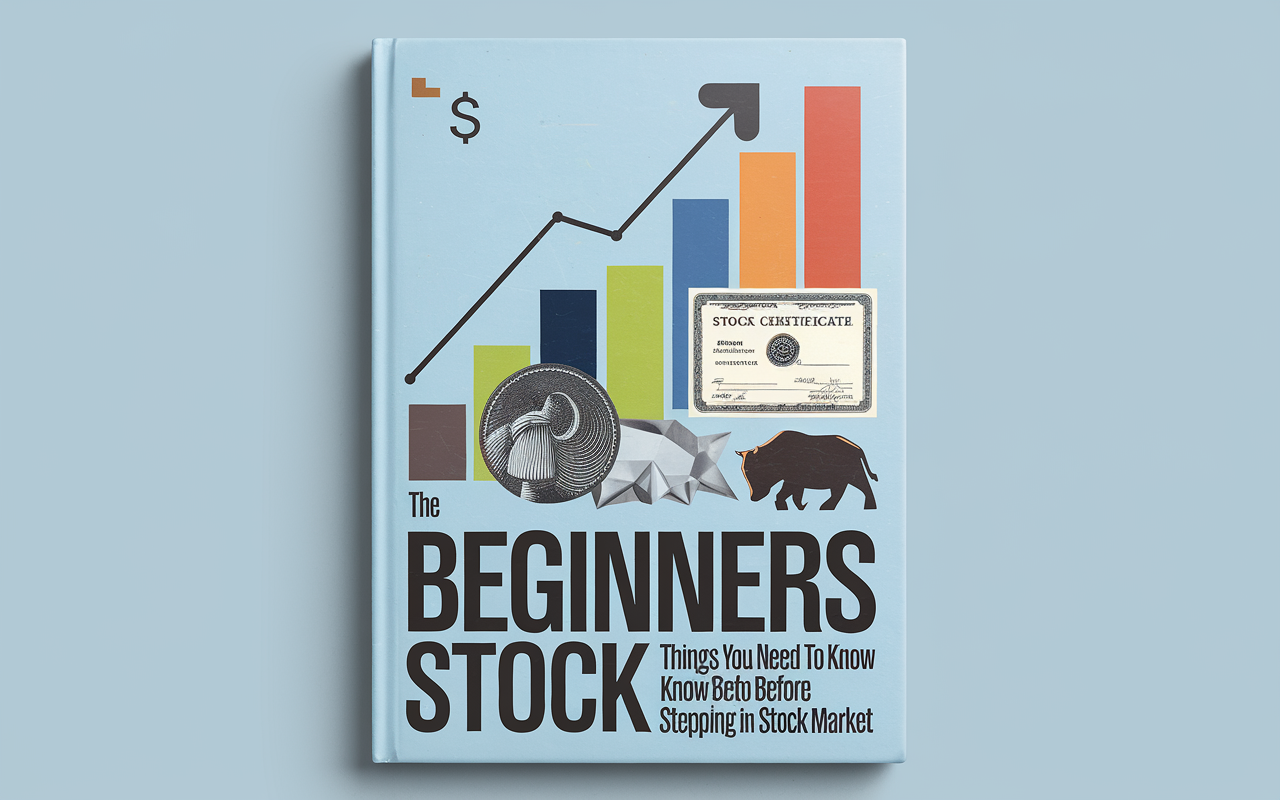 $
STOCK CERTIFICATE
The
BEGINNERS
STOCK
Things You Need To Know
Know Beto Before
Stepping in Stock Market